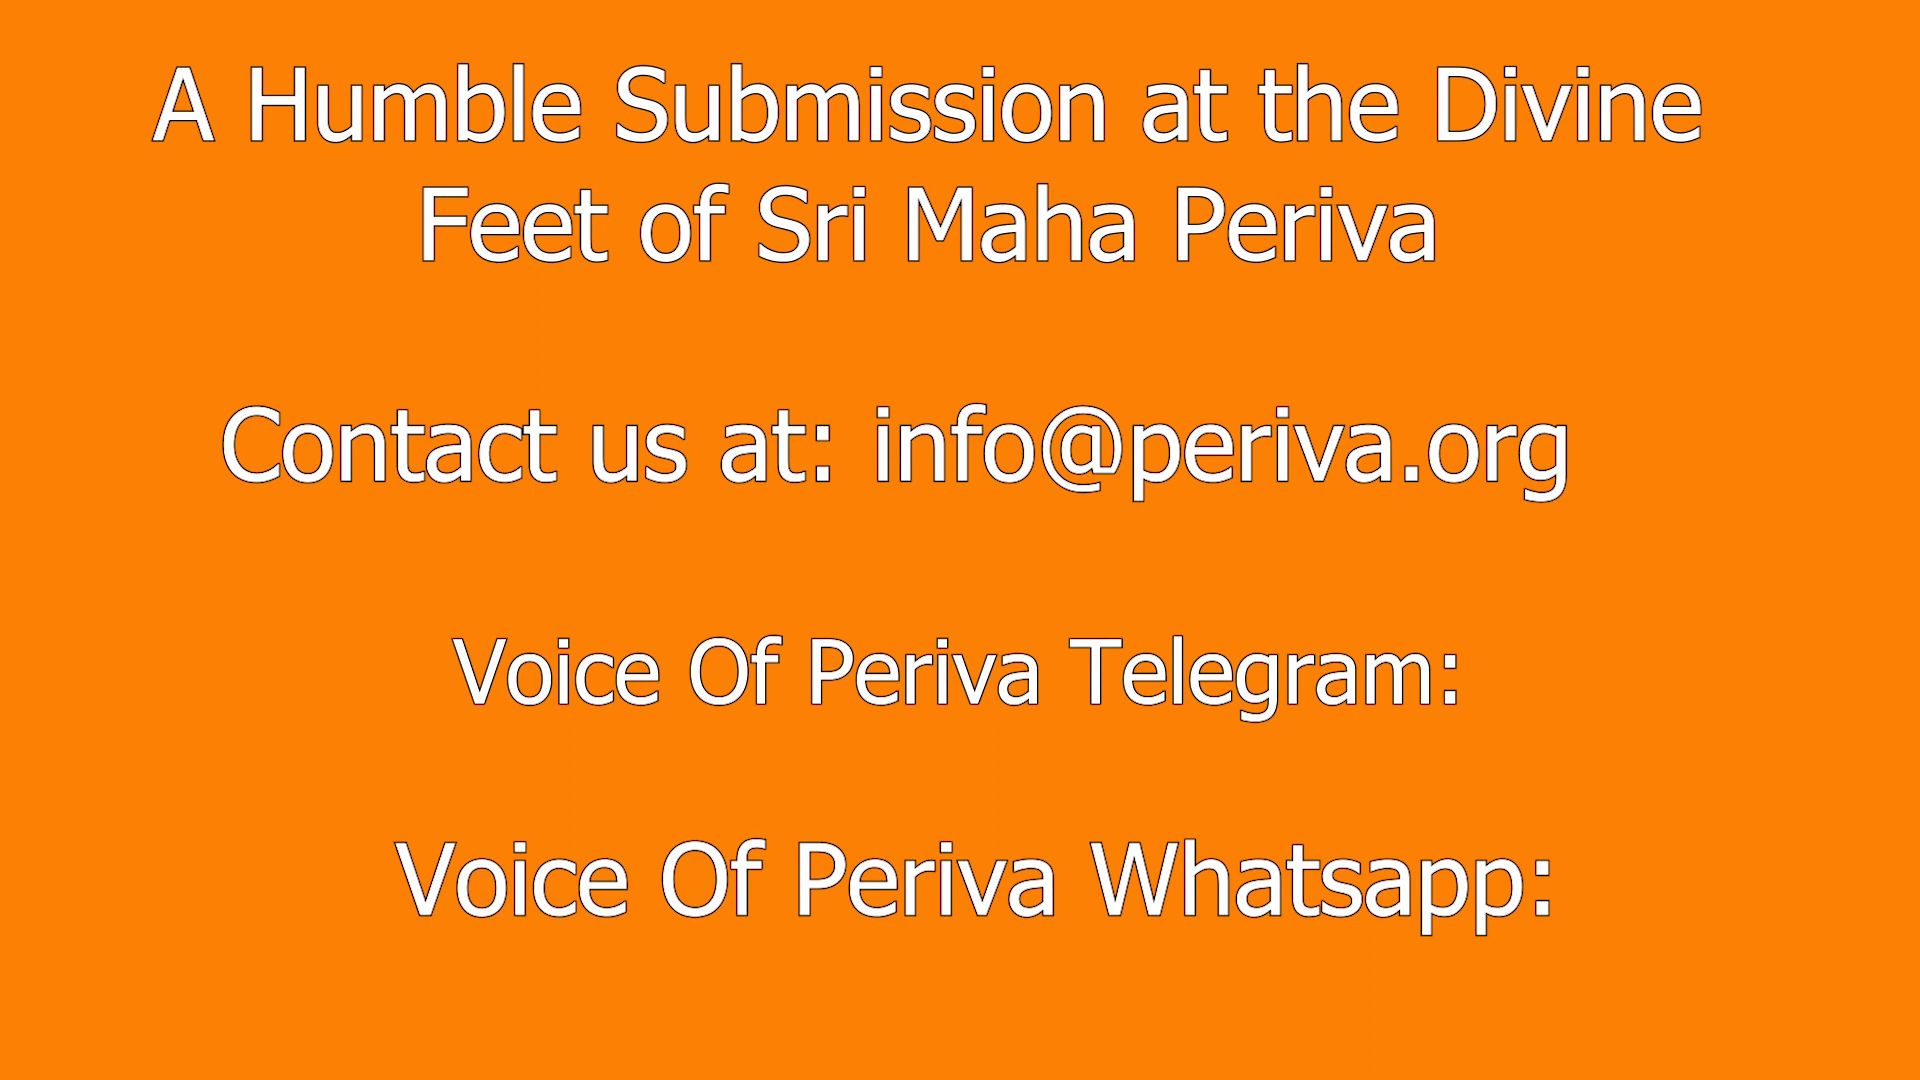 A Humble Submission at the Divine
Feet of Sri Maha Periva
Contact us at: info@periva.org
Voice Of Periva Telegram:
Voice Of Periva Whatsapp: